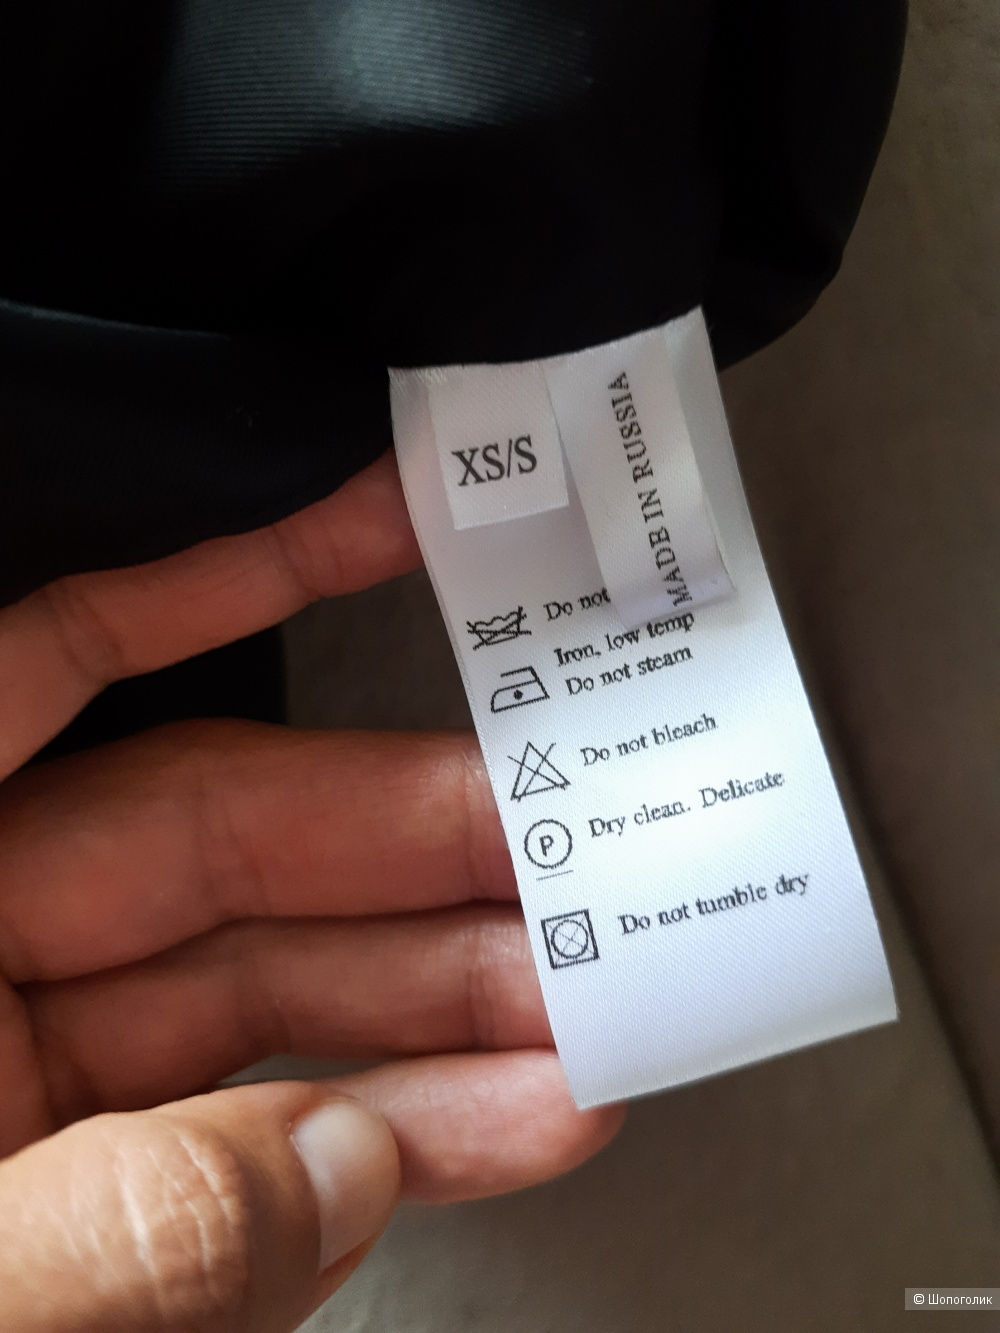 XS/S
MADE IN RUSSIA
Do not
Iron, low temp
Do not steam
Do not bleach
P
Dry clean. Delicate
Do not tumble dry
© Шопоголик